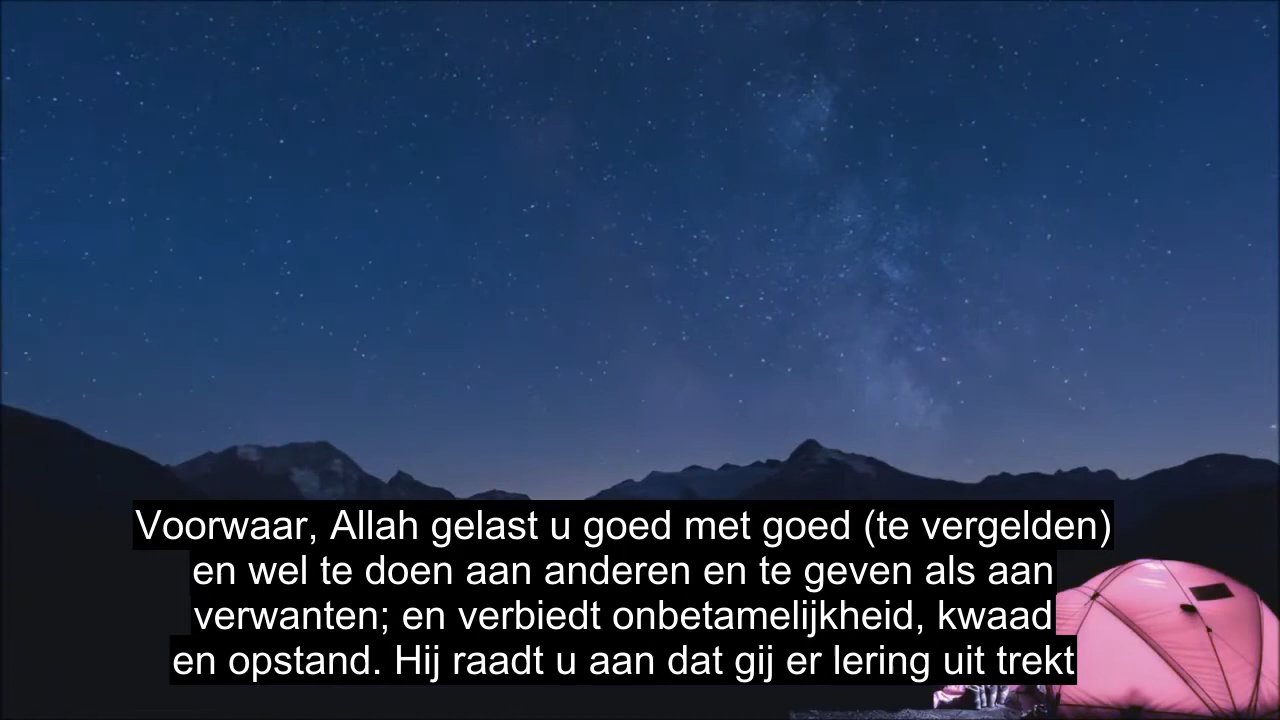 Voorwaar, Allah gelast u goed met goed (te vergelden)
en wel te doen aan anderen en te geven als aan
verwanten; en verbiedt onbetamelijkheid, kwaad
en opstand. Hij raadt u aan dat gij er lering uit trekt